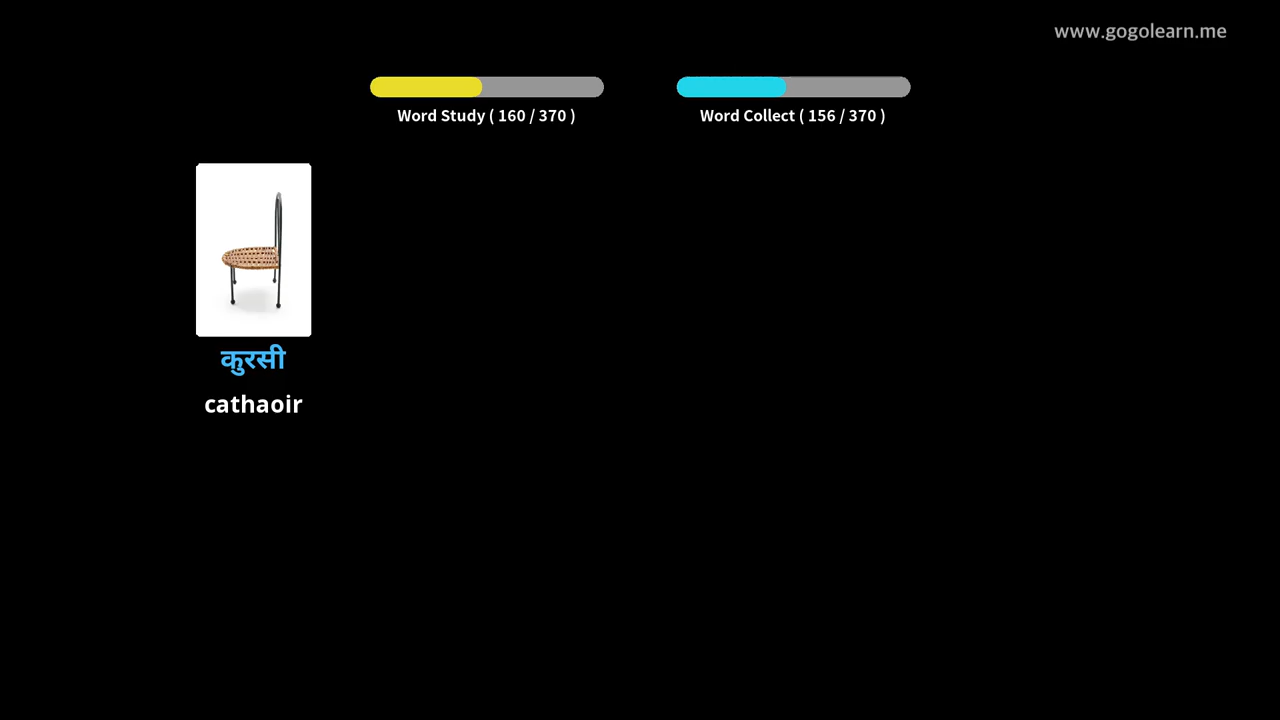 www.gogolearn.me
Word Study ( 160 / 370 )
Word Collect ( 156 / 370 )
कुरसी
cathaoir